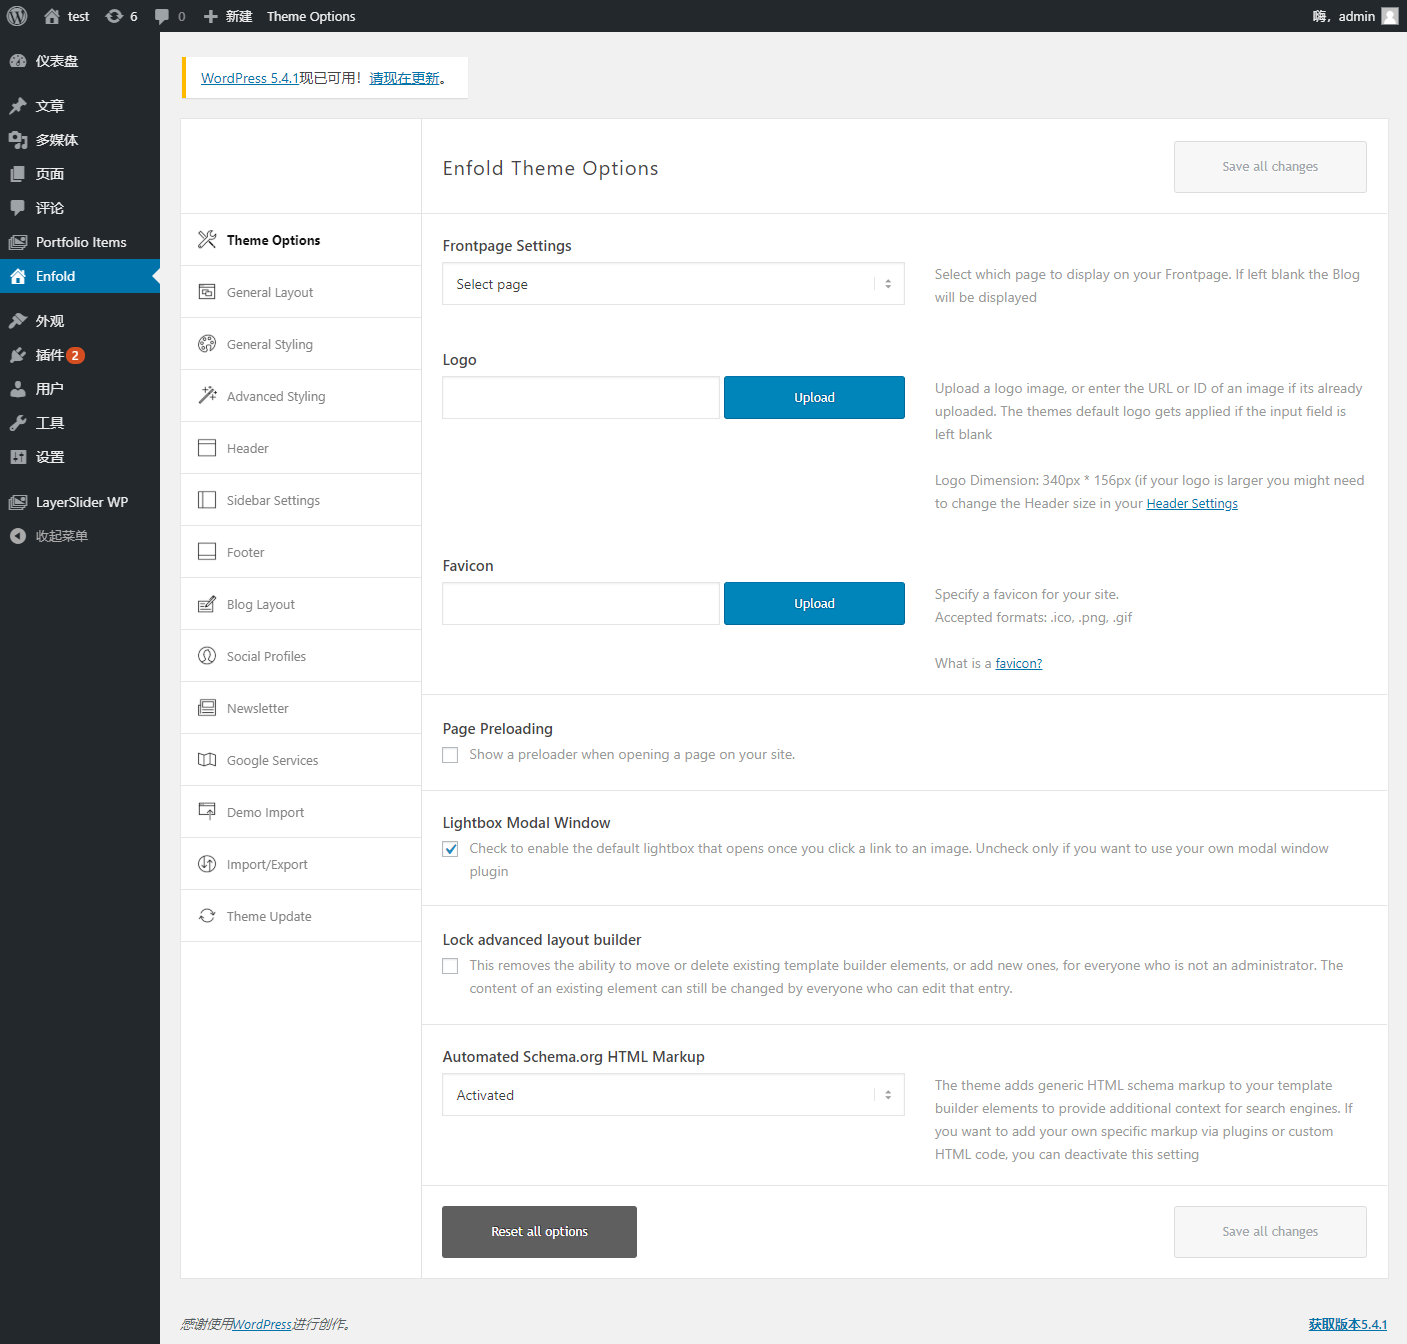 test 6 0 新建 Theme Options 嗨，admin
仪表盘
文章
多媒体
页面
评论
Portfolio Items
Enfold
外观
插件 2
用户
工具
设置
LayerSlider WP
收起菜单
WordPress 5.4.1现已可用！请现在更新。
Enfold Theme Options
Save all changes
Theme Options
General Layout
General Styling
Advanced Styling
Header
Sidebar Settings
Footer
Blog Layout
Social Profiles
Newsletter
Google Services
Demo Import
Import/Export
Theme Update
Frontpage Settings
Select page
Select which page to display on your Frontpage. If left blank the Blog
will be displayed
Logo
Upload
Upload a logo image, or enter the URL or ID of an image if its already
uploaded. The themes default logo gets applied if the input field is
left blank
Logo Dimension: 340px * 156px (if your logo is larger you might need
to change the Header size in your Header Settings
Favicon
Upload
Specify a favicon for your site.
Accepted formats: .ico, .png, .gif
What is a favicon?
Page Preloading
Show a preloader when opening a page on your site.
Lightbox Modal Window
Check to enable the default lightbox that opens once you click a link to an image. Uncheck only if you want to use your own modal window
plugin
Lock advanced layout builder
This removes the ability to move or delete existing template builder elements, or add new ones, for everyone who is not an administrator. The
content of an existing element can still be changed by everyone who can edit that entry.
Automated Schema.org HTML Markup
Activated
The theme adds generic HTML schema markup to your template
builder elements to provide additional context for search engines. If
you want to add your own specific markup via plugins or custom
HTML code, you can deactivate this setting
Reset all options
Save all changes
感谢使用WordPress进行创作。
获取版本5.4.1